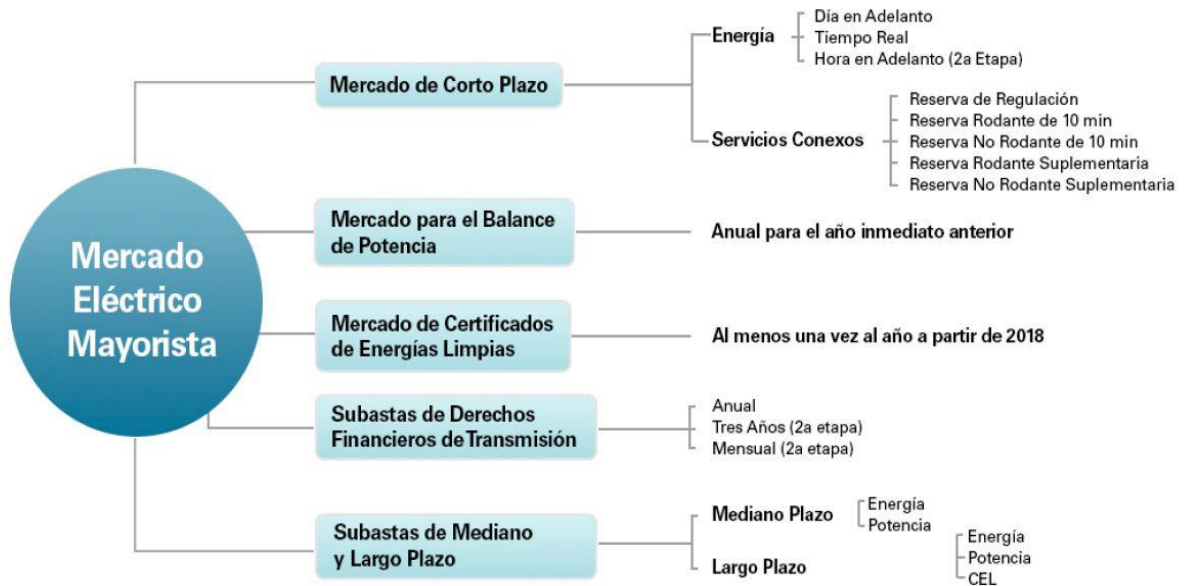 Mercado
Eléctrico
Mayorista
Mercado de Corto Plazo
Energía
Día en Adelanto
Tiempo Real
Hora en Adelanto (2a Etapa)
Servicios Conexos
Reserva de Regulación
Reserva Rodante de 10 min
Reserva No Rodante de 10 min
Reserva Rodante Suplementaria
Reserva No Rodante Suplementaria
Mercado para el Balance
de Potencia
Anual para el año inmediato anterior
Mercado de Certificados
de Energías Limpias
Al menos una vez al año a partir de 2018
Subastas de Derechos
Financieros de Transmisión
Anual
Tres Años (2a etapa)
Mensual (2a etapa)
Subastas de Mediano
y Largo Plazo
Mediano Plazo
Energía
Potencia
Largo Plazo
Energía
Potencia
CEL